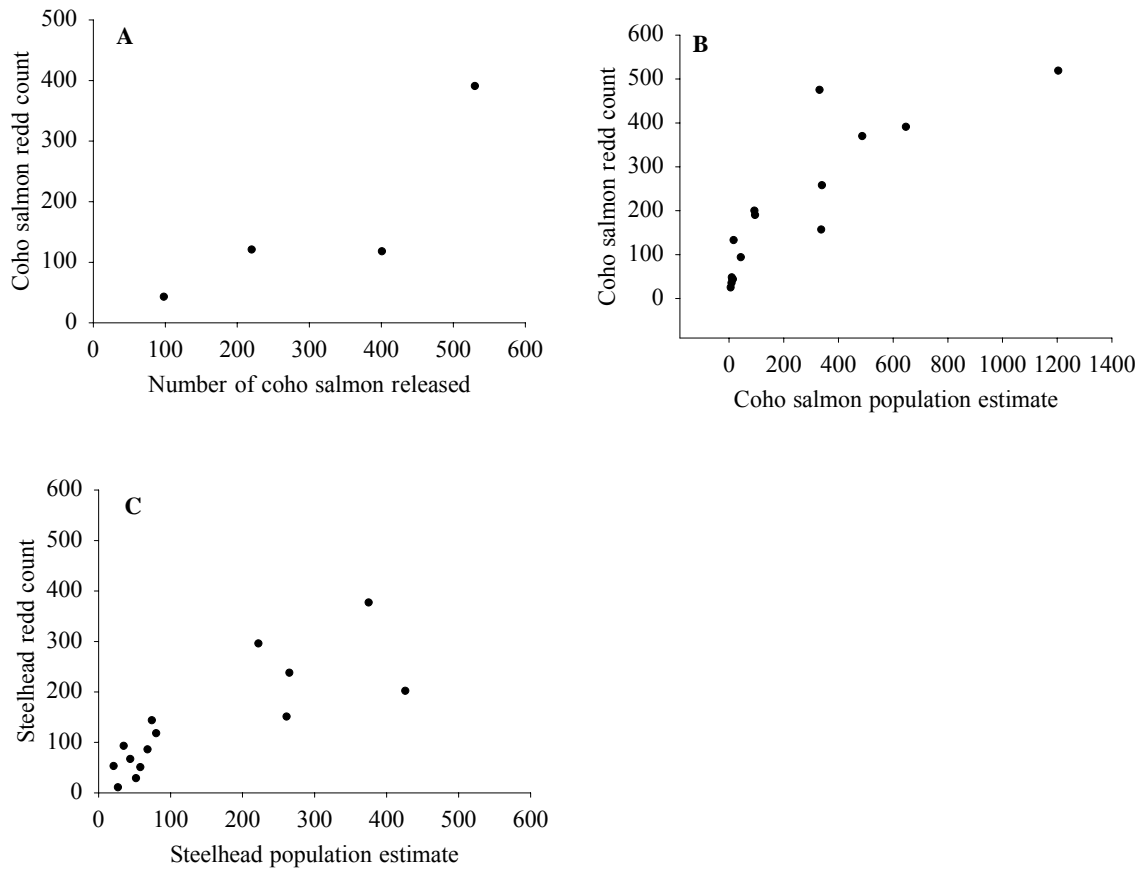 A
Coho salmon redd count
500
400
300
200
100
0
0 100 200 300 400 500 600
Number of coho salmon released
B
Coho salmon redd count
600
500
400
300
200
100
0
0 200 400 600 800 1000 1200 1400
Coho salmon population estimate
C
Steelhead redd count
600
500
400
300
200
100
0
0 100 200 300 400 500 600
Steelhead population estimate